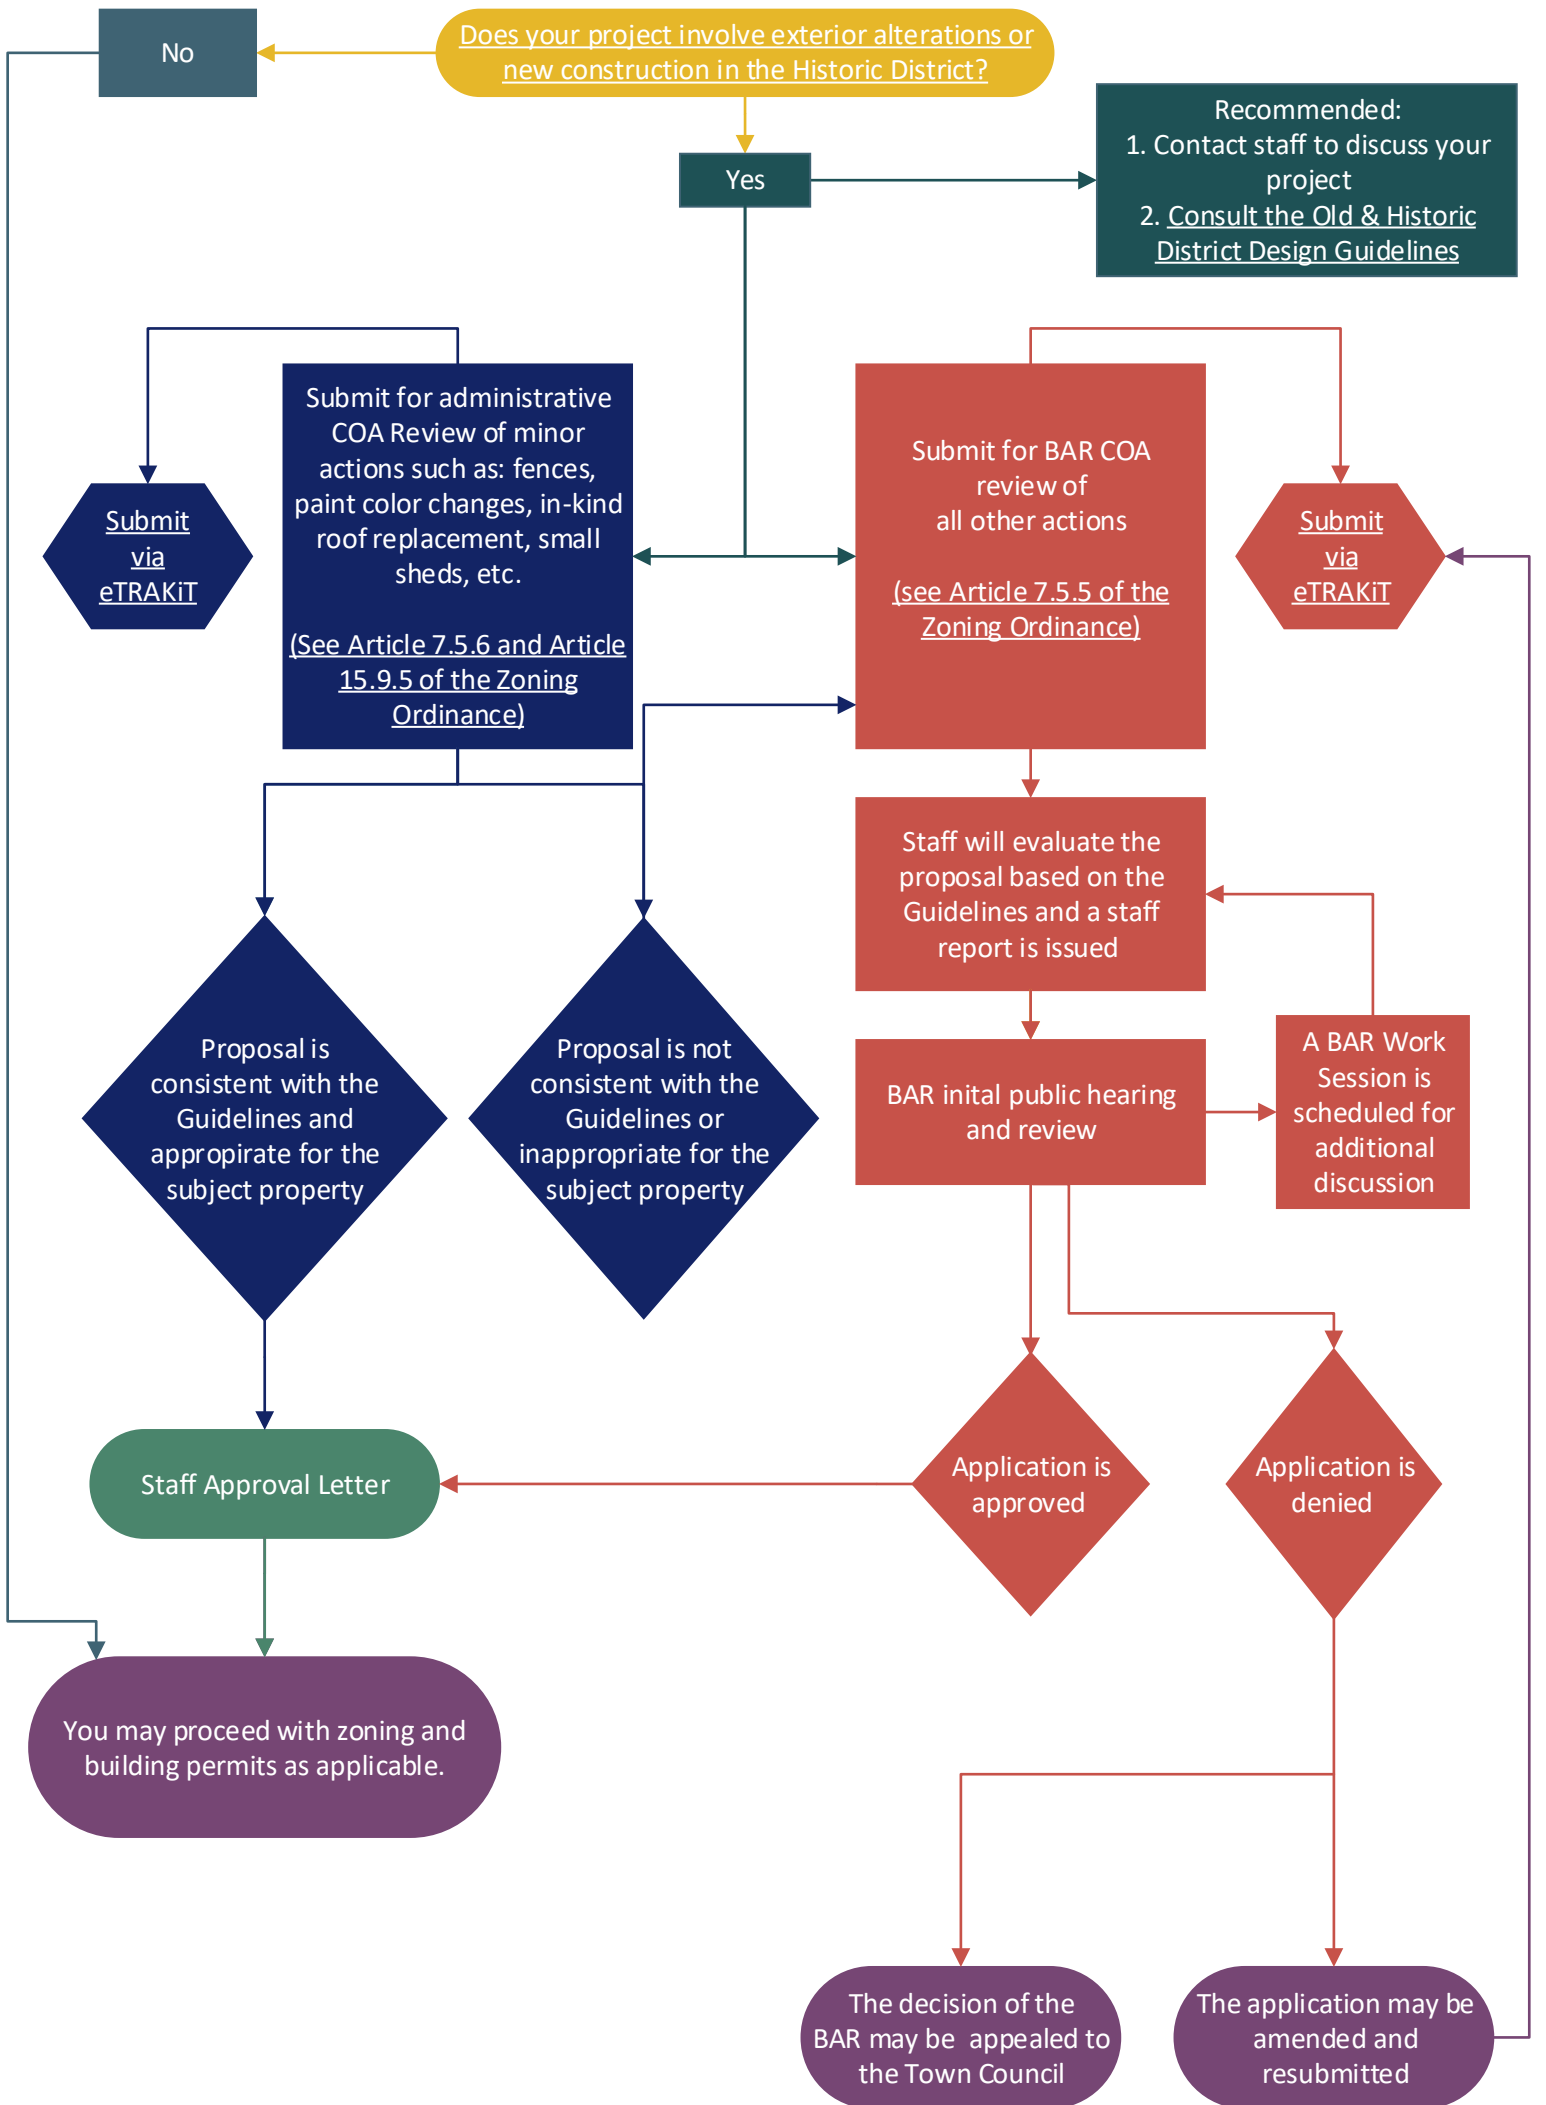 No
Does your project involve exterior alterations or
new construction in the Historic District?
Recommended:
1. Contact staff to discuss your
project
2. Consult the Old & Historic
District Design Guidelines
Yes
Submit for administrative
COA Review of minor
actions such as: fences,
paint color changes, in-kind
roof replacement, small
sheds, etc.
(See Article 7.5.6 and Article
15.9.5 of the Zoning
Ordinance)
Submit
via
eTRAKiT
Submit for BAR COA
review of
all other actions
(see Article 7.5.5 of the
Zoning Ordinance)
Submit
via
eTRAKiT
Staff will evaluate the
proposal based on the
Guidelines and a staff
report is issued
Proposal is
consistent with the
Guidelines and
appropirate for the
subject property
Proposal is not
consistent with the
Guidelines or
inappropriate for the
subject property
BAR inital public hearing
and review
A BAR Work
Session is
scheduled for
additional
discussion
Staff Approval Letter
Application is
approved
Application is
denied
You may proceed with zoning and
building permits as applicable.
The decision of the
BAR may be  appealed to
the Town Council
The application may be
amended and
resubmitted